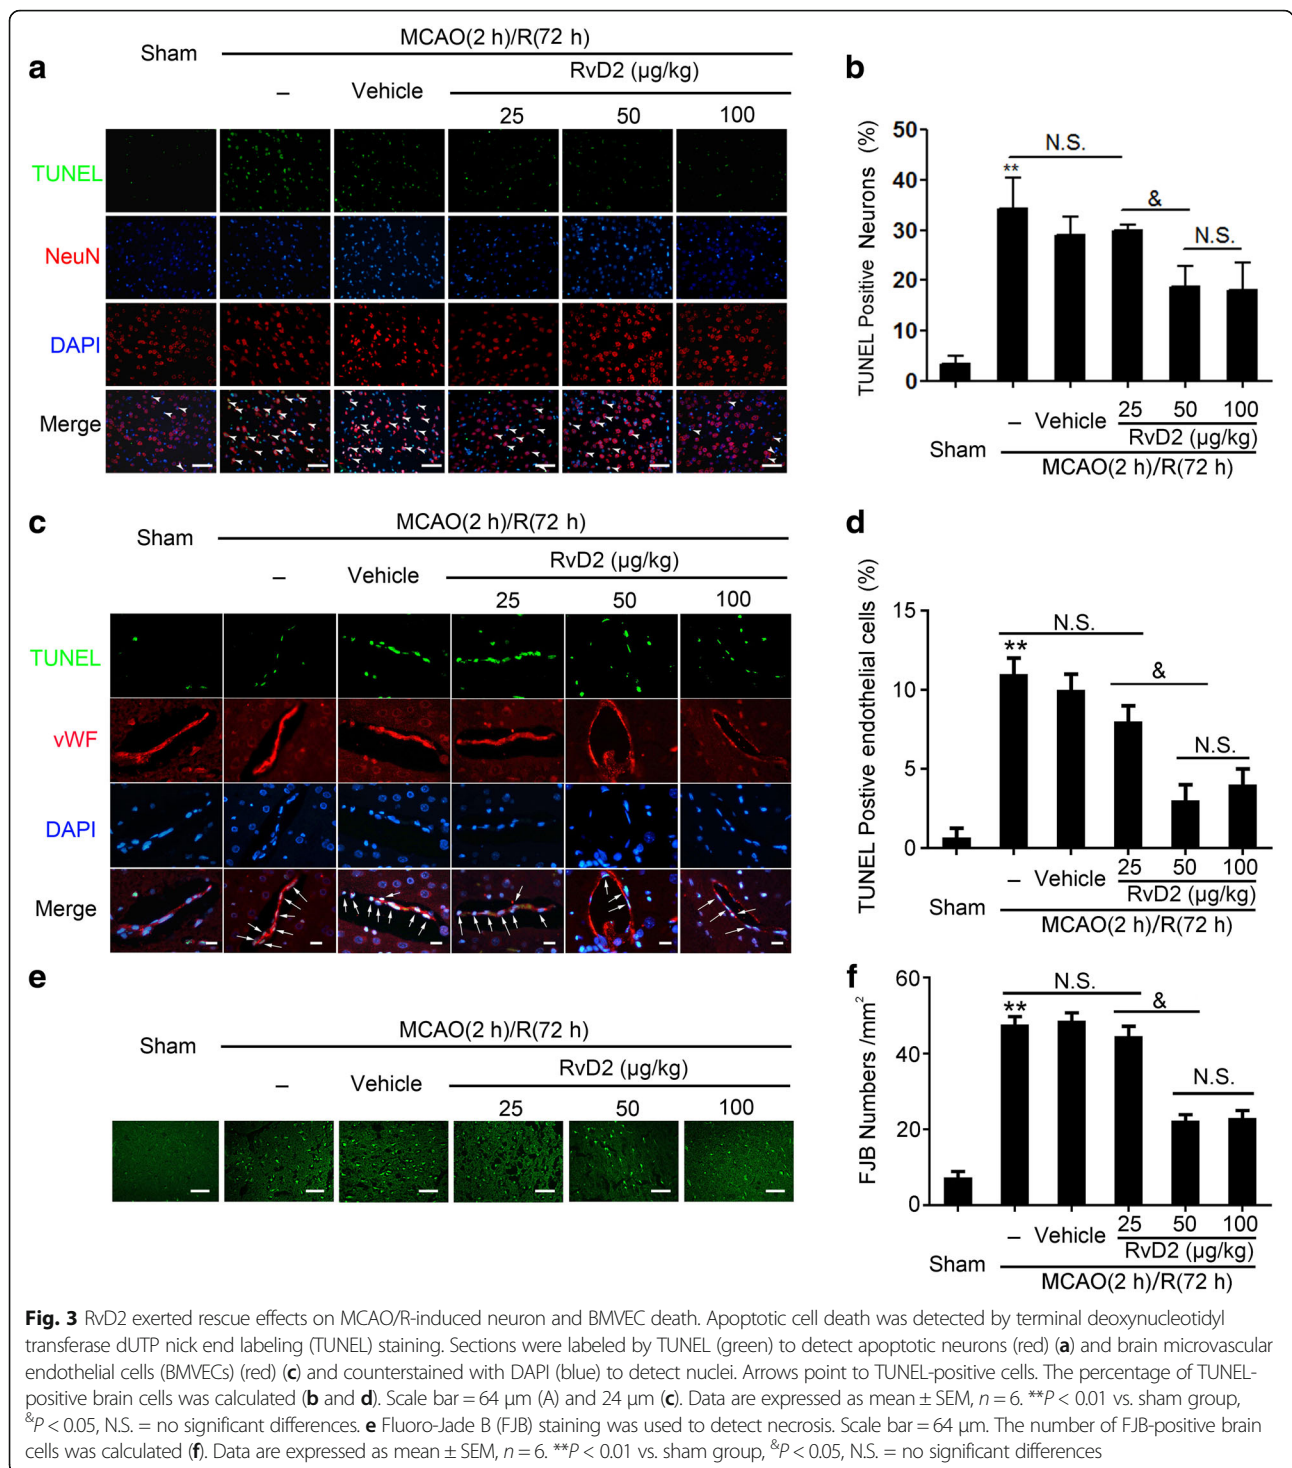 MCAO(2 h)/R(72 h)
Sham
a
RvD2 (µg/kg)
– Vehicle
25 50 100
TUNEL
NeuN
DAPI
Merge
b
TUNEL Positive Neurons (%)
50
40
30
20
10
0
N.S.
**
&
N.S.
25 50 100
– Vehicle
RvD2 (µg/kg)
Sham
MCAO(2 h)/R(72 h)
c
MCAO(2 h)/R(72 h)
Sham
RvD2 (µg/kg)
– Vehicle
25 50 100
TUNEL
vWF
DAPI
Merge
d
TUNEL Postive endothelial cells (%)
15
10
5
0
N.S.
**
&
N.S.
25 50 100
– Vehicle
RvD2 (µg/kg)
Sham
MCAO(2 h)/R(72 h)
e
MCAO(2 h)/R(72 h)
Sham
RvD2 (µg/kg)
– Vehicle
25 50 100
f
FJB Numbers /mm²
60
40
20
0
N.S.
**
&
N.S.
25 50 100
– Vehicle
RvD2 (µg/kg)
Sham
MCAO(2 h)/R(72 h)
Fig. 3 RvD2 exerted rescue effects on MCAO/R-induced neuron and BMVEC death. Apoptotic cell death was detected by terminal deoxynucleotidyl
transferase dUTP nick end labeling (TUNEL) staining. Sections were labeled by TUNEL (green) to detect apoptotic neurons (red) (a) and brain microvascular
endothelial cells (BMVECs) (red) (c) and counterstained with DAPI (blue) to detect nuclei. Arrows point to TUNEL-positive cells. The percentage of TUNEL-
positive brain cells was calculated (b and d). Scale bar = 64 µm (A) and 24 µm (c). Data are expressed as mean ± SEM, n = 6. **P < 0.01 vs. sham group,
&P < 0.05, N.S. = no significant differences. e Fluoro-Jade B (FJB) staining was used to detect necrosis. Scale bar = 64 µm. The number of FJB-positive brain
cells was calculated (f). Data are expressed as mean ± SEM, n = 6. **P < 0.01 vs. sham group, &P < 0.05, N.S. = no significant differences